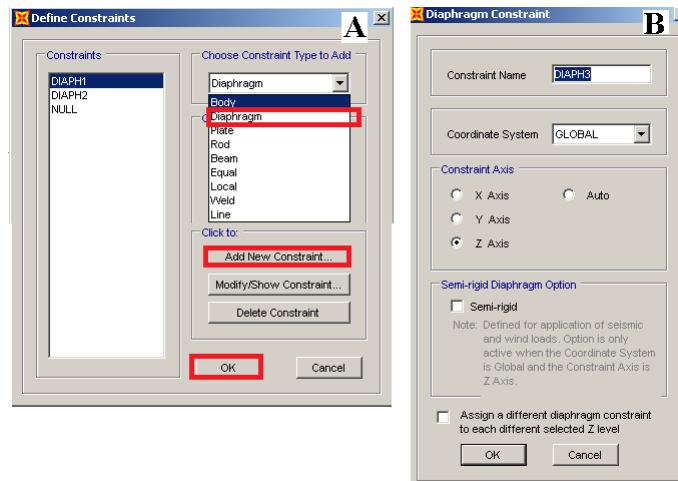 Define Constraints
A
Constraints
DIAPH1
DIAPH2
NULL
Choose Constraint Type to Add
Diaphragm
Body
Diaphragm
Plate
Rod
Beam
Equal
Local
Weld
Line
Click to:
Add New Constraint...
Modify/Show Constraint...
Delete Constraint
OK
Cancel
Diaphragm Constraint
B
Constraint Name
DIAPH3
Coordinate System
GLOBAL
Constraint Axis
X Axis
Auto
Y Axis
Z Axis
Semi-rigid Diaphragm Option
Semi-rigid
Note: Defined for application of seismic
and wind loads. Option is only
active when the Coordinate System
is Global and the Constraint Axis is
Z Axis.
Assign a different diaphragm constraint
to each different selected Z level
OK
Cancel